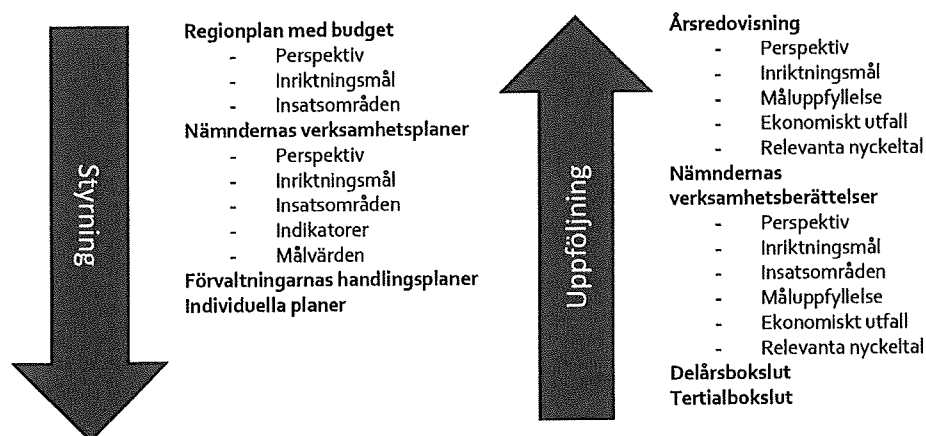 Styrning
Regionplan med budget
- Perspektiv
- Inriktningsmål
- Insatsområden
Nämndernas verksamhetsplaner
- Perspektiv
- Inriktningsmål
- Insatsområden
- Indikatorer
- Målvärden
Förvaltningarnas handlingsplaner
Individuella planer
Uppföljning
Årsredovisning
- Perspektiv
- Inriktningsmål
- Måluppfyllelse
- Ekonomiskt utfall
- Relevanta nyckeltal
Nämndernas
verksamhetsberättelser
- Perspektiv
- Inriktningsmål
- Insatsområden
- Måluppfyllelse
- Ekonomiskt utfall
- Relevanta nyckeltal
Delårsbokslut
Tertialbokslut